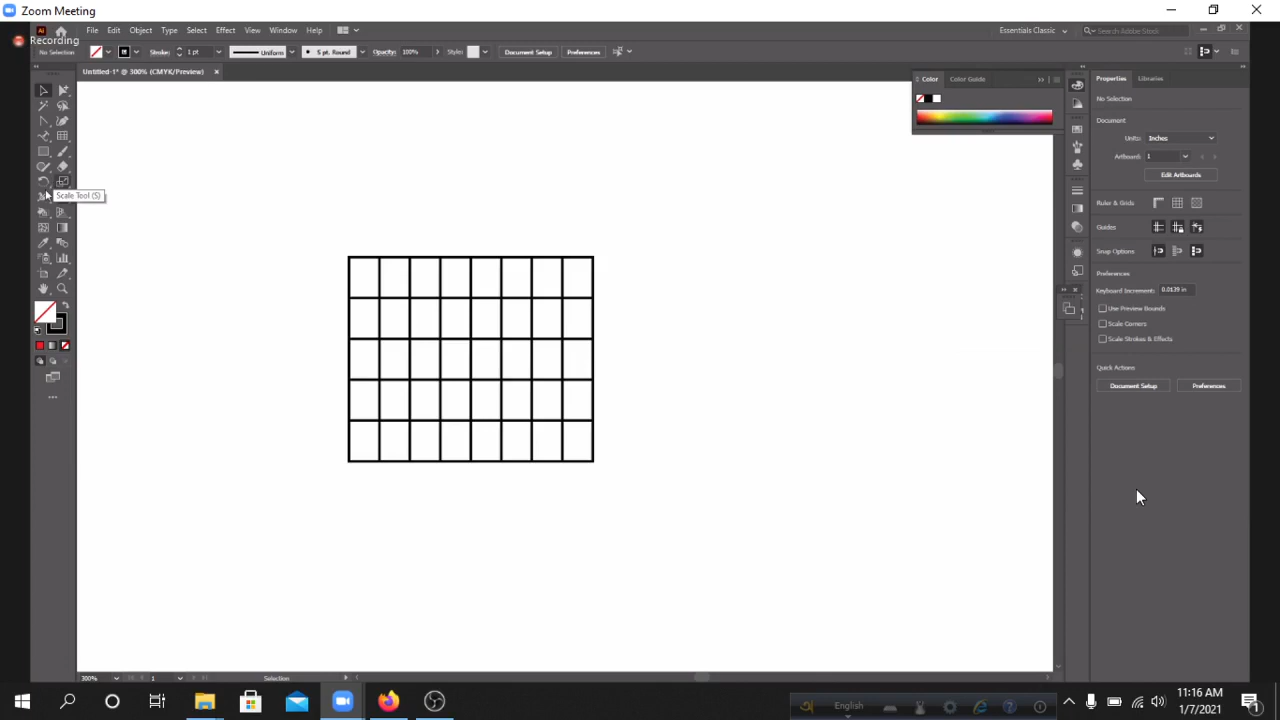 Zoom Meeting
Ai File Edit Object Type Select Effect View Window Help Essentials Classic Search Adobe Stock
Recording
No Selection Stroke: 1 pt Uniform 5 pt. Round Opacity: 100% Style: Document Setup Preferences
Untitled-1* @ 300% (CMYK/Preview)
Color Color Guide
Properties Libraries
No Selection
Document
Units: Inches
Artboard: 1
Edit Artboards
Scale Tool (S)
Ruler & Grids
Guides
Snap Options
Preferences
Keyboard Increment: 0.0139 in
Use Preview Bounds
Scale Corners
Scale Strokes & Effects
Quick Actions
Document Setup Preferences
300% 1 Selection
English
11:16 AM
1/7/2021
1